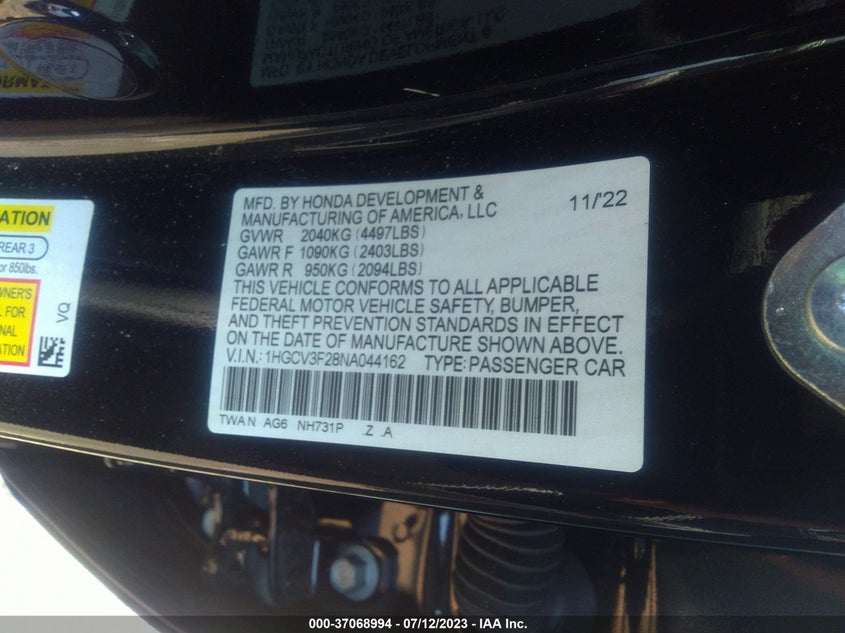 MFD. BY HONDA DEVELOPMENT &
MANUFACTURING OF AMERICA, LLC 11/'22
GVWR 2040KG (4497LBS)
GAWR F 1090KG (2403LBS)
GAWR R 950KG (2094LBS)
THIS VEHICLE CONFORMS TO ALL APPLICABLE
FEDERAL MOTOR VEHICLE SAFETY, BUMPER,
AND THEFT PREVENTION STANDARDS IN EFFECT
ON THE DATE OF MANUFACTURE SHOWN ABOVE.
V.I.N.: 1HGCV3F28NA044162 TYPE: PASSENGER CAR
TWAN AG6 NH731P .Z .A
REAR 3
850lbs.
FOR
VQ
000-37068994 - 07/12/2023 - IAA Inc.